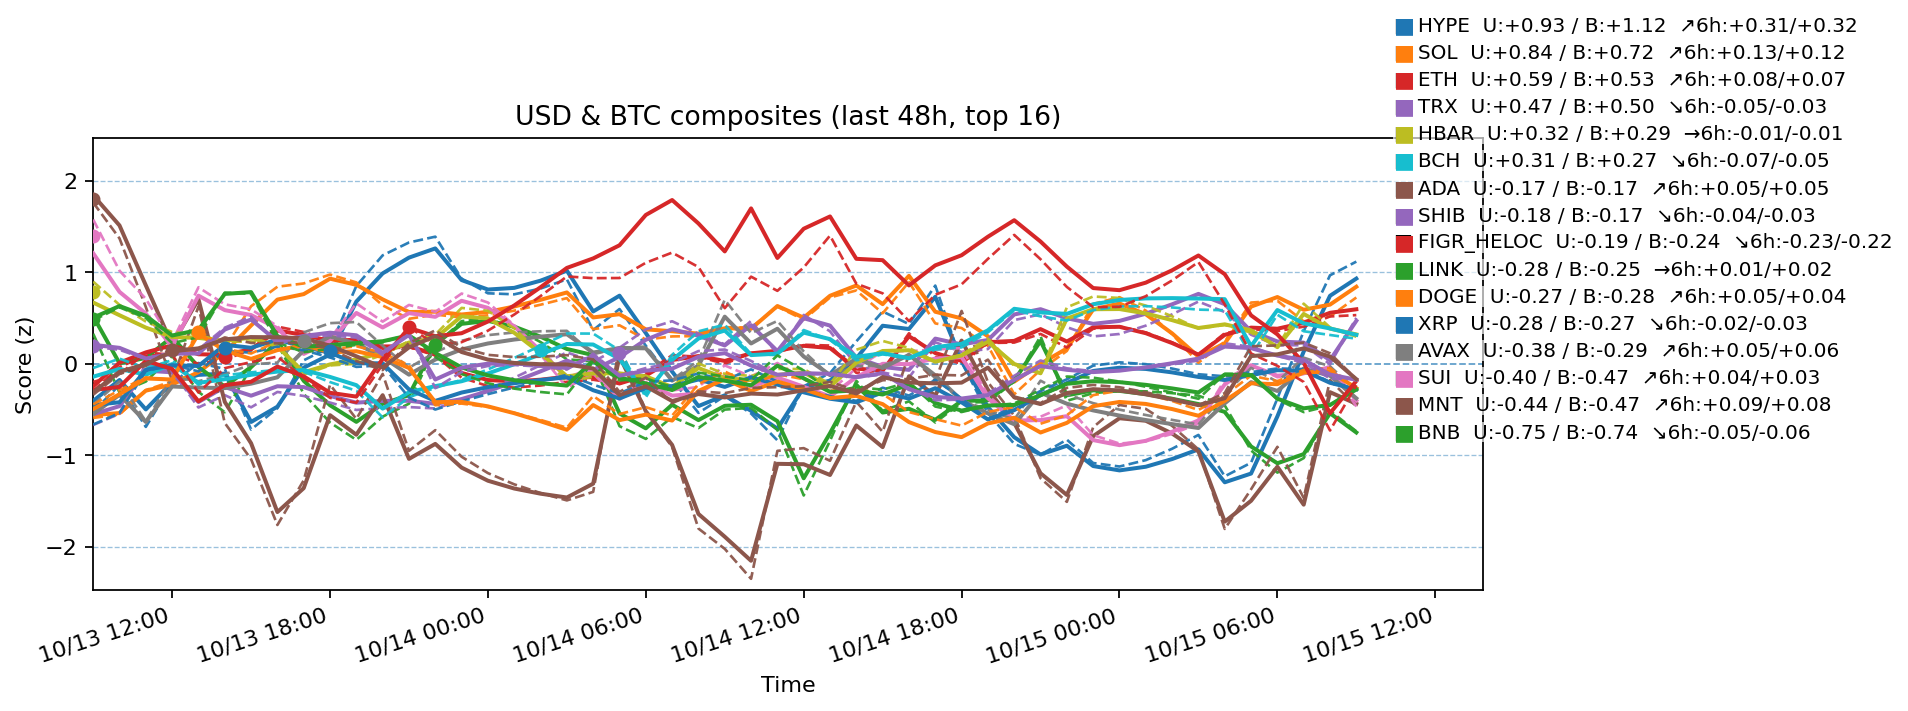 HYPE  U:+0.93 / B:+1.12  ↗6h:+0.31/+0.32
SOL  U:+0.84 / B:+0.72  ↗6h:+0.13/+0.12
ETH  U:+0.59 / B:+0.53  ↗6h:+0.08/+0.07
TRX  U:+0.47 / B:+0.50  ↘6h:-0.05/-0.03
HBAR  U:+0.32 / B:+0.29  →6h:-0.01/-0.01
BCH  U:+0.31 / B:+0.27  ↘6h:-0.07/-0.05
ADA  U:-0.17 / B:-0.17  ↗6h:+0.05/+0.05
SHIB  U:-0.18 / B:-0.17  ↘6h:-0.04/-0.03
FIGR_HELOC  U:-0.19 / B:-0.24  ↘6h:-0.23/-0.22
LINK  U:-0.28 / B:-0.25  →6h:+0.01/+0.02
DOGE  U:-0.27 / B:-0.28  ↗6h:+0.05/+0.04
XRP  U:-0.28 / B:-0.27  ↘6h:-0.02/-0.03
AVAX  U:-0.38 / B:-0.29  ↗6h:+0.05/+0.06
SUI  U:-0.40 / B:-0.47  ↗6h:+0.04/+0.03
MNT  U:-0.44 / B:-0.47  ↗6h:+0.09/+0.08
BNB  U:-0.75 / B:-0.74  ↘6h:-0.05/-0.06
USD & BTC composites (last 48h, top 16)
Score (z)
2
1
0
−1
−2
10/13 12:00
10/13 18:00
10/14 00:00
10/14 06:00
10/14 12:00
10/14 18:00
10/15 00:00
10/15 06:00
10/15 12:00
Time